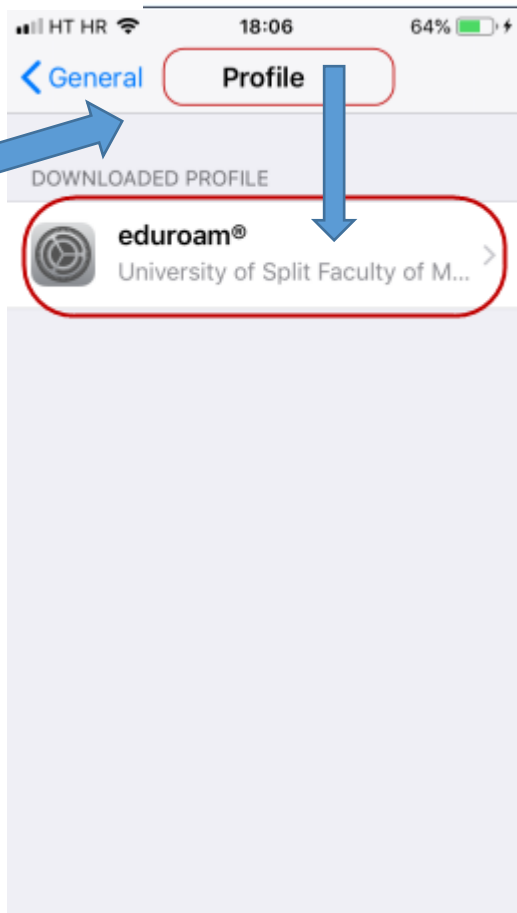 HT HR 18:06 64%
General Profile
DOWNLOADED PROFILE
eduroam®
University of Split Faculty of M...